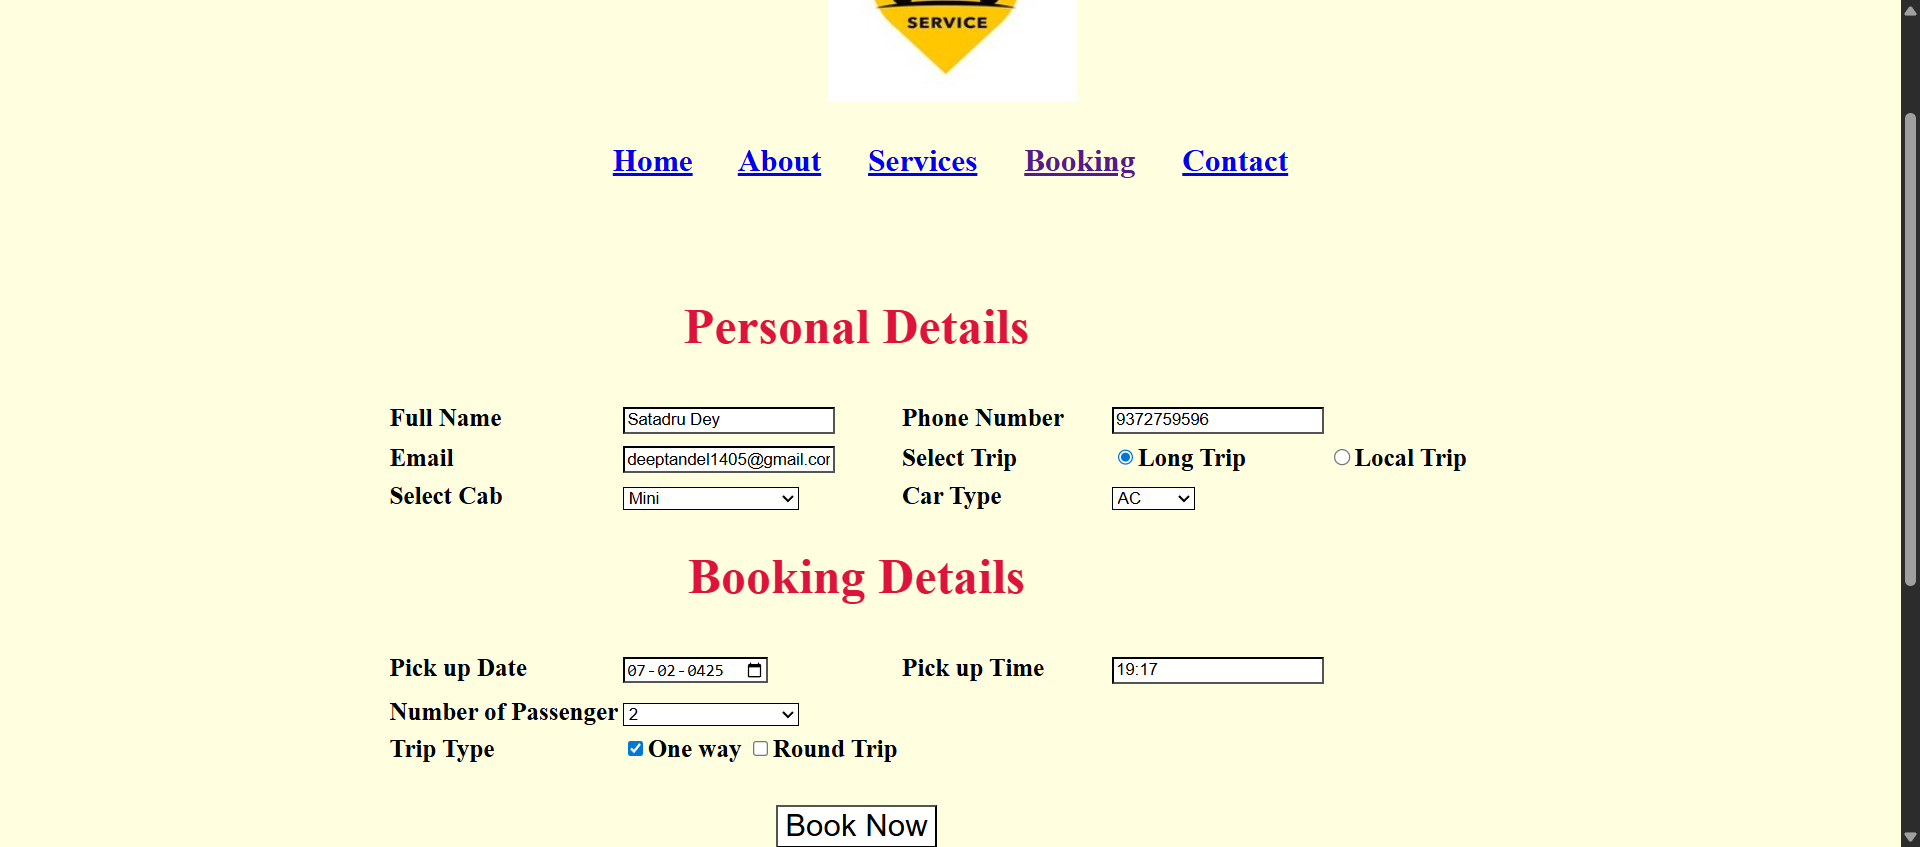 SERVICE
Home About Services Booking Contact
Personal Details
Full Name Satadru Dey Phone Number 9372759596
Email deeptandel1405@gmail.cor Select Trip Long Trip Local Trip
Select Cab Mini Car Type AC
Booking Details
Pick up Date 07-02-0425 Pick up Time 19:17
Number of Passenger 2
Trip Type One way Round Trip
Book Now